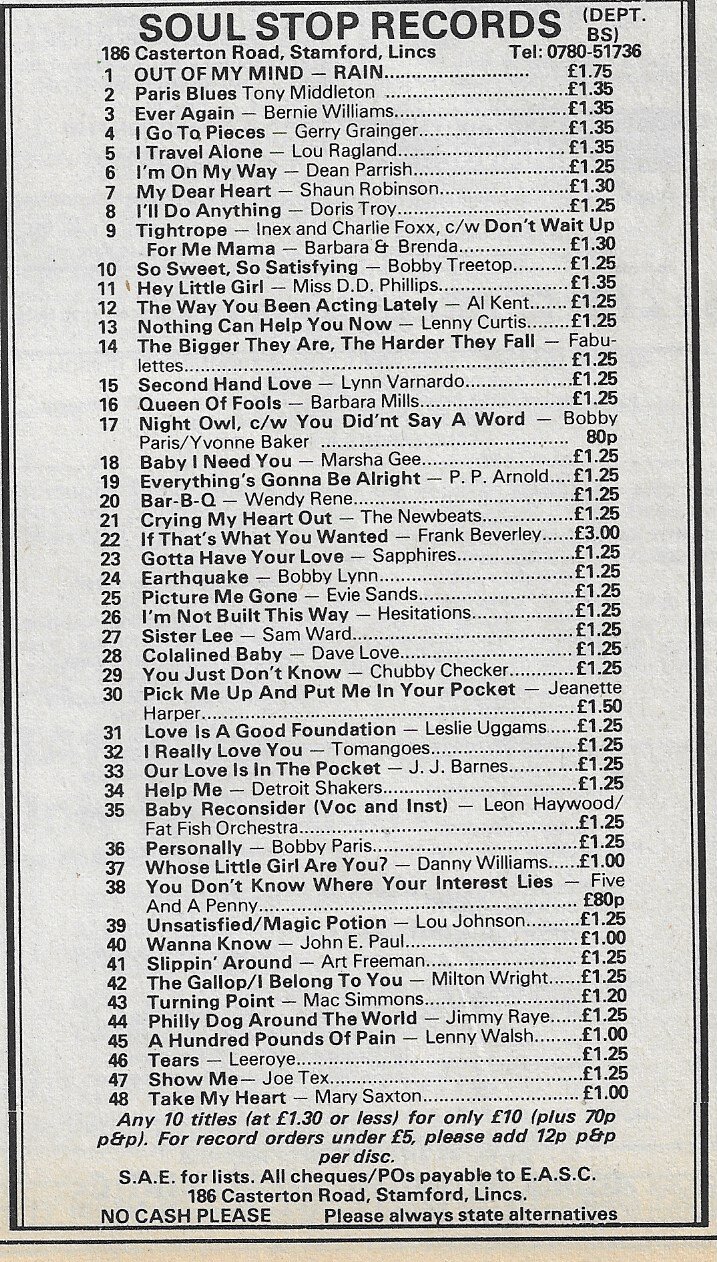 SOUL STOP RECORDS (DEPT. BS)
186 Casterton Road, Stamford, Lincs Tel: 0780-51736
1 OUT OF MY MIND — RAIN.......................... £1.75
2 Paris Blues Tony Middleton ..........................£1.35
3 Ever Again — Bernie Williams..........................£1.35
4 I Go To Pieces — Gerry Grainger......................£1.35
5 I Travel Alone — Lou Ragland..........................£1.35
6 I'm On My Way — Dean Parrish........................£1.25
7 My Dear Heart — Shaun Robinson....................£1.30
8 I'll Do Anything — Doris Troy..........................£1.25
9 Tightrope — Inex and Charlie Foxx, c/w Don't Wait Up
For Me Mama — Barbara & Brenda.................£1.30
10 So Sweet, So Satisfying — Bobby Treetop.........£1.25
11 Hey Little Girl — Miss D.D. Phillips...................£1.35
12 The Way You Been Acting Lately — Al Kent......£1.25
13 Nothing Can Help You Now — Lenny Curtis.......£1.25
14 The Bigger They Are, The Harder They Fall — Fabu-
lettes..............................................................£1.25
15 Second Hand Love — Lynn Varnardo.................£1.25
16 Queen Of Fools — Barbara Mills.......................£1.25
17 Night Owl, c/w You Did'nt Say A Word — Bobby
Paris/Yvonne Baker ........................................ 80p
18 Baby I Need You — Marsha Gee.......................£1.25
19 Everything's Gonna Be Alright — P. P. Arnold....£1.25
20 Bar-B-Q — Wendy Rene...................................£1.25
21 Crying My Heart Out — The Newbeats..............£1.25
22 If That's What You Wanted — Frank Beverley.....£3.00
23 Gotta Have Your Love — Sapphires...................£1.25
24 Earthquake — Bobby Lynn...............................£1.25
25 Picture Me Gone — Evie Sands.........................£1.25
26 I'm Not Built This Way — Hesitations................£1.25
27 Sister Lee — Sam Ward...................................£1.25
28 Colalined Baby — Dave Love............................£1.25
29 You Just Don't Know — Chubby Checker..........£1.25
30 Pick Me Up And Put Me In Your Pocket — Jeanette
Harper............................................................£1.50
31 Love Is A Good Foundation — Leslie Uggams.....£1.25
32 I Really Love You — Tomangoes.......................£1.25
33 Our Love Is In The Pocket — J. J. Barnes...........£1.25
34 Help Me — Detroit Shakers..............................£1.25
35 Baby Reconsider (Voc and Inst) — Leon Haywood/
Fat Fish Orchestra............................................£1.25
36 Personally — Bobby Paris.................................£1.25
37 Whose Little Girl Are You? — Danny Williams.....£1.00
38 You Don't Know Where Your Interest Lies — Five
And A Penny.................................................. £80p
39 Unsatisfied/Magic Potion — Lou Johnson.........£1.25
40 Wanna Know — John E. Paul............................£1.00
41 Slippin' Around — Art Freeman........................ £1.25
42 The Gallop/I Belong To You — Milton Wright.....£1.25
43 Turning Point — Mac Simmons........................£1.20
44 Philly Dog Around The World — Jimmy Raye.....£1.25
45 A Hundred Pounds Of Pain — Lenny Walsh........£1.00
46 Tears — Leeroye..............................................£1.25
47 Show Me— Joe Tex.........................................£1.25
48 Take My Heart — Mary Saxton.........................£1.00
Any 10 titles (at £1.30 or less) for only £10 (plus 70p
p&p). For record orders under £5, please add 12p p&p
per disc.
S.A.E. for lists. All cheques/POs payable to E.A.S.C.
186 Casterton Road, Stamford, Lincs.
NO CASH PLEASE Please always state alternatives